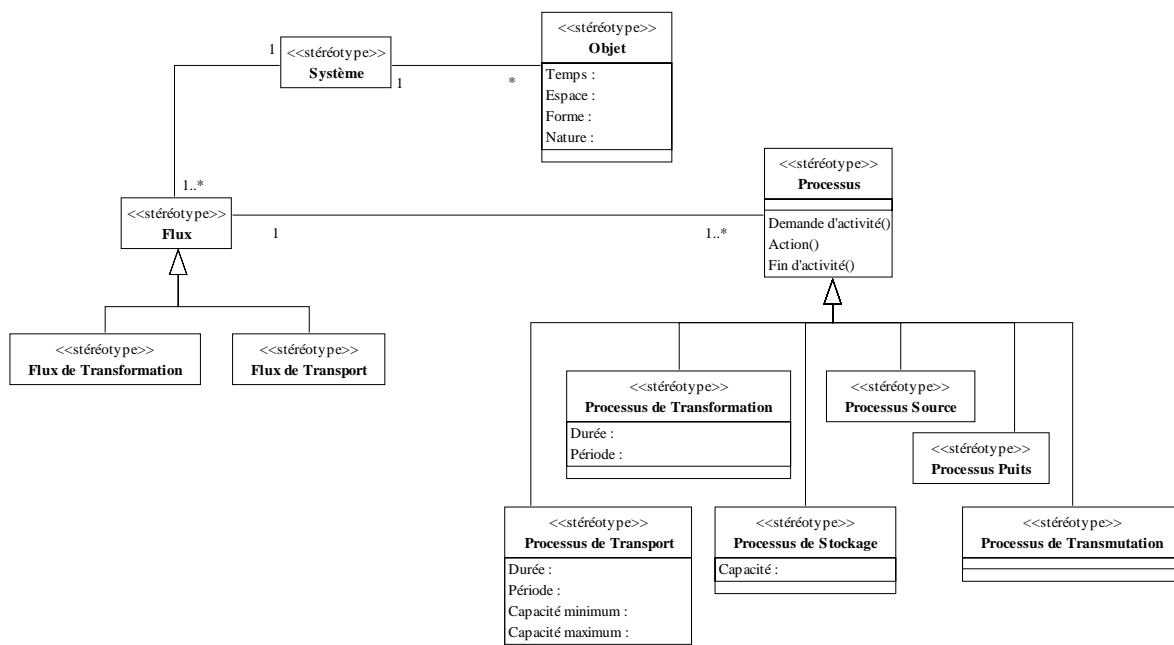 <<stéréotype>>
Objet
Temps :
Espace :
Forme :
Nature :
<<stéréotype>>
Système
1
1
*
<<stéréotype>>
Processus
Demande d'activité()
Action()
Fin d'activité()
1..*
<<stéréotype>>
Flux
1
1..*
<<stéréotype>>
Flux de Transformation
<<stéréotype>>
Flux de Transport
<<stéréotype>>
Processus de Transformation
Durée :
Période :
<<stéréotype>>
Processus Source
<<stéréotype>>
Processus Puits
<<stéréotype>>
Processus de Transport
Durée :
Période :
Capacité minimum :
Capacité maximum :
<<stéréotype>>
Processus de Stockage
Capacité :
<<stéréotype>>
Processus de Transmutation